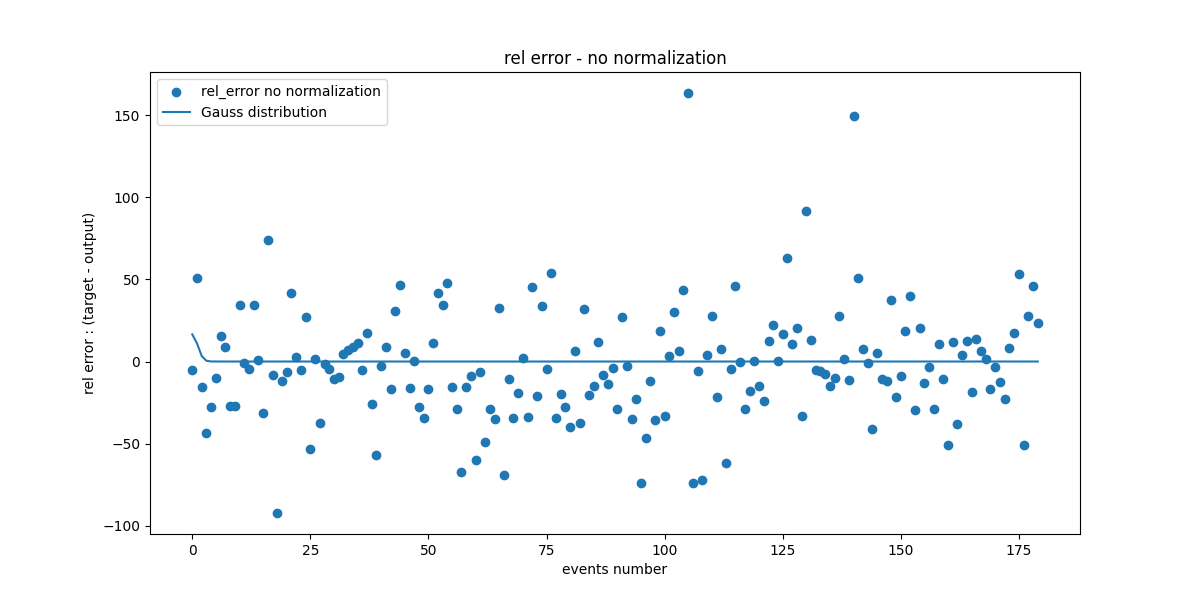 rel error - no normalization
rel_error no normalization
Gauss distribution
rel error : (target - output)
150
100
50
0
−50
−100
0 25 50 75 100 125 150 175
events number